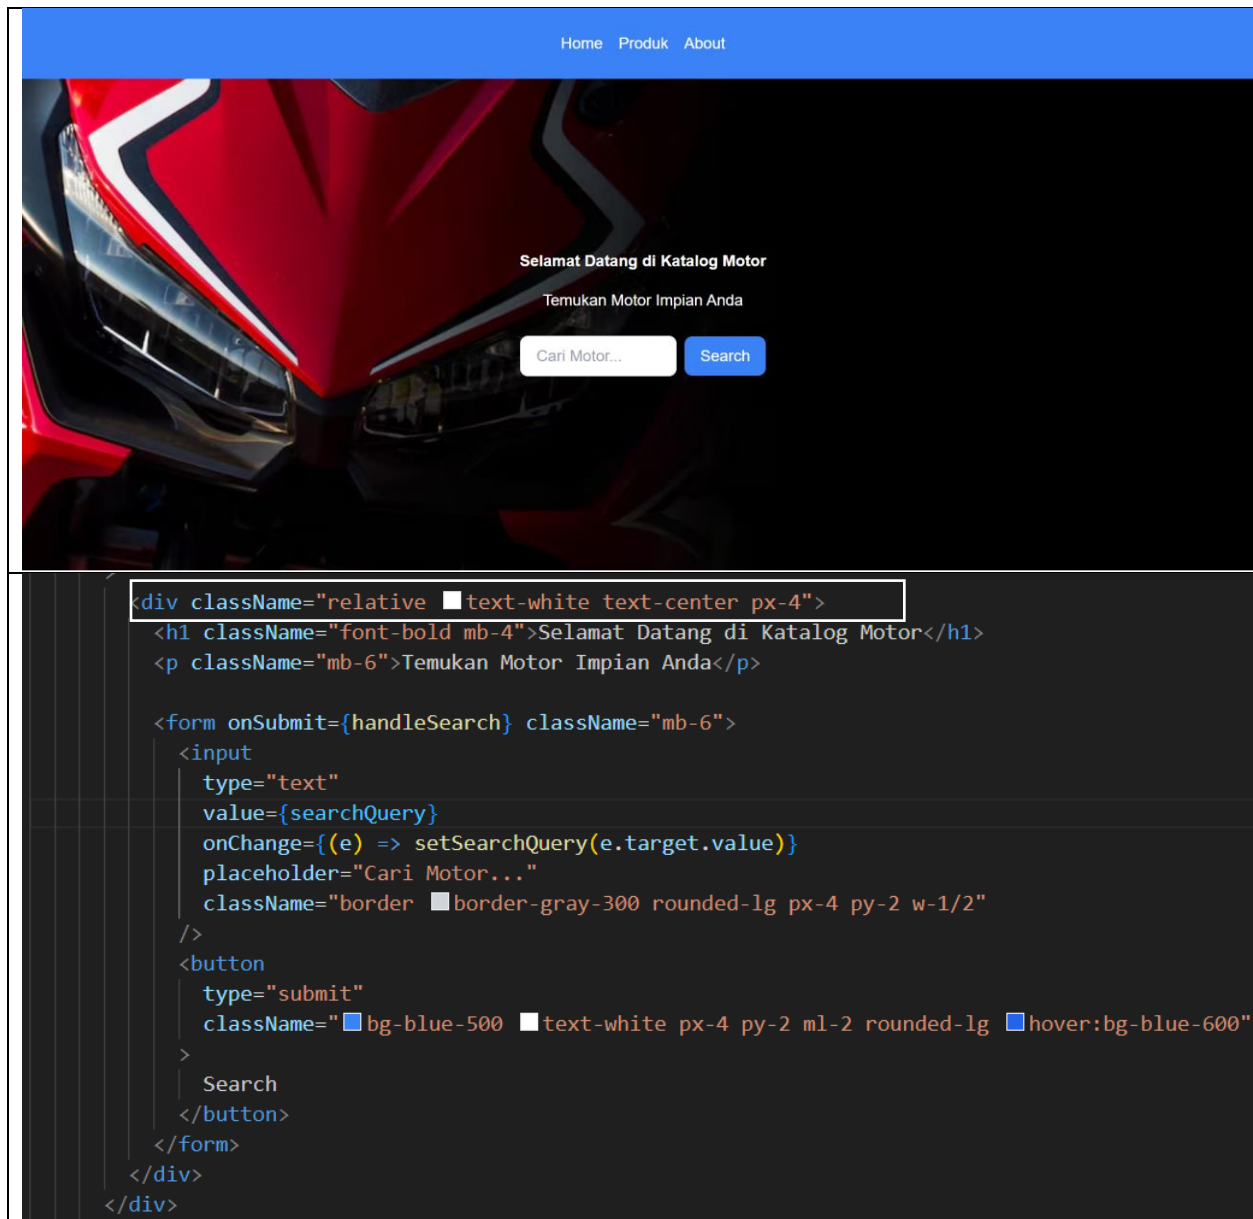 Home Produk About
Selamat Datang di Katalog Motor
Temukan Motor Impian Anda
Cari Motor... Search
<div className="relative text-white text-center px-4">
<h1 className="font-bold mb-4">Selamat Datang di Katalog Motor</h1>
<p className="mb-6">Temukan Motor Impian Anda</p>
<form onSubmit={handleSearch} className="mb-6">
<input
type="text"
value={searchQuery}
onChange={(e) => setSearchQuery(e.target.value)}
placeholder="Cari Motor..."
className="border border-gray-300 rounded-lg px-4 py-2 w-1/2"
/>
<button
type="submit"
className="bg-blue-500 text-white px-4 py-2 ml-2 rounded-lg hover:bg-blue-600"
>
Search
</button>
</form>
</div>
</div>